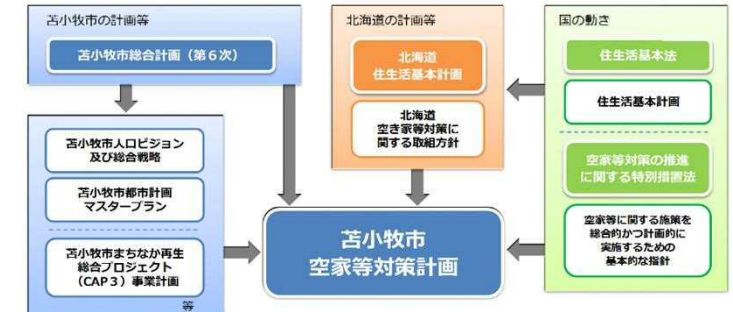 苫小牧市の計画等
苫小牧市総合計画（第６次）
苫小牧市人口ビジョン
及び総合戦略
苫小牧市都市計画
マスタープラン
苫小牧市まちなか再生
総合プロジェクト
（CAP３）事業計画
等
北海道の計画等
北海道
住生活基本計画
北海道
空き家等対策に
関する取組方針
国の動き
住生活基本法
住生活基本計画
空家等対策の推進
に関する特別措置法
空家等に関する施策を
総合的かつ計画的に
実施するための
基本的な指針
苫小牧市
空家等対策計画